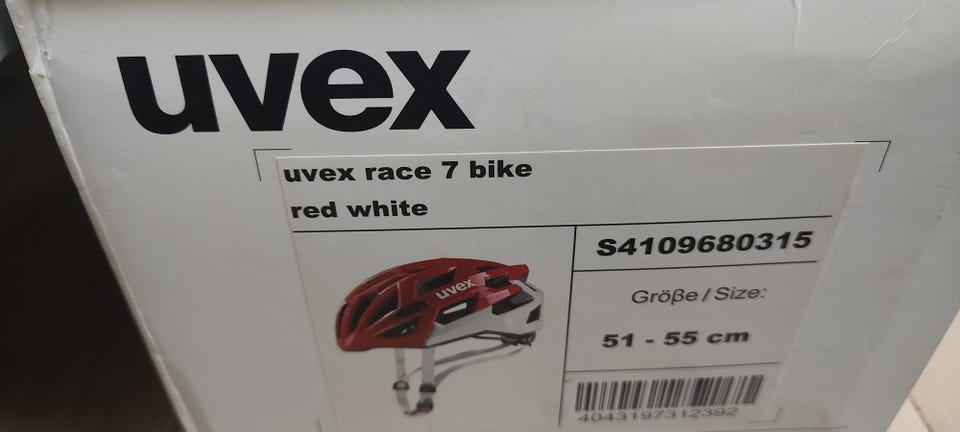 uvex
uvex race 7 bike
red white
S4109680315
Größe / Size:
uvex
51 - 55 cm
4043197312392